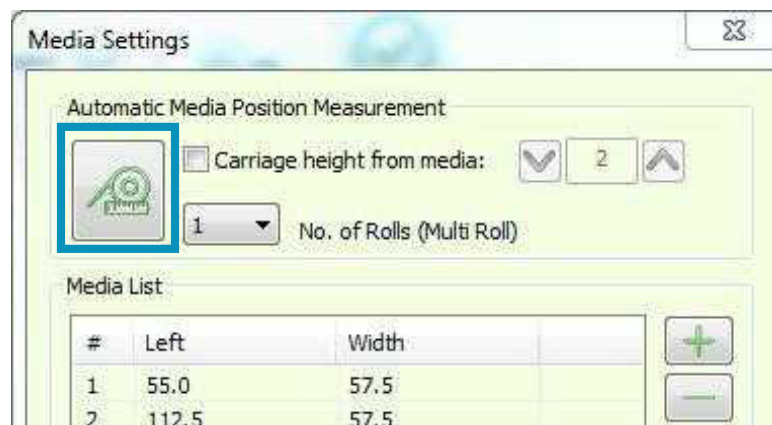 Media Settings
Automatic Media Position Measurement
Carriage height from media: 2
1 No. of Rolls (Multi Roll)
Media List
# Left Width
1 55.0 57.5
2 112.5 57.5